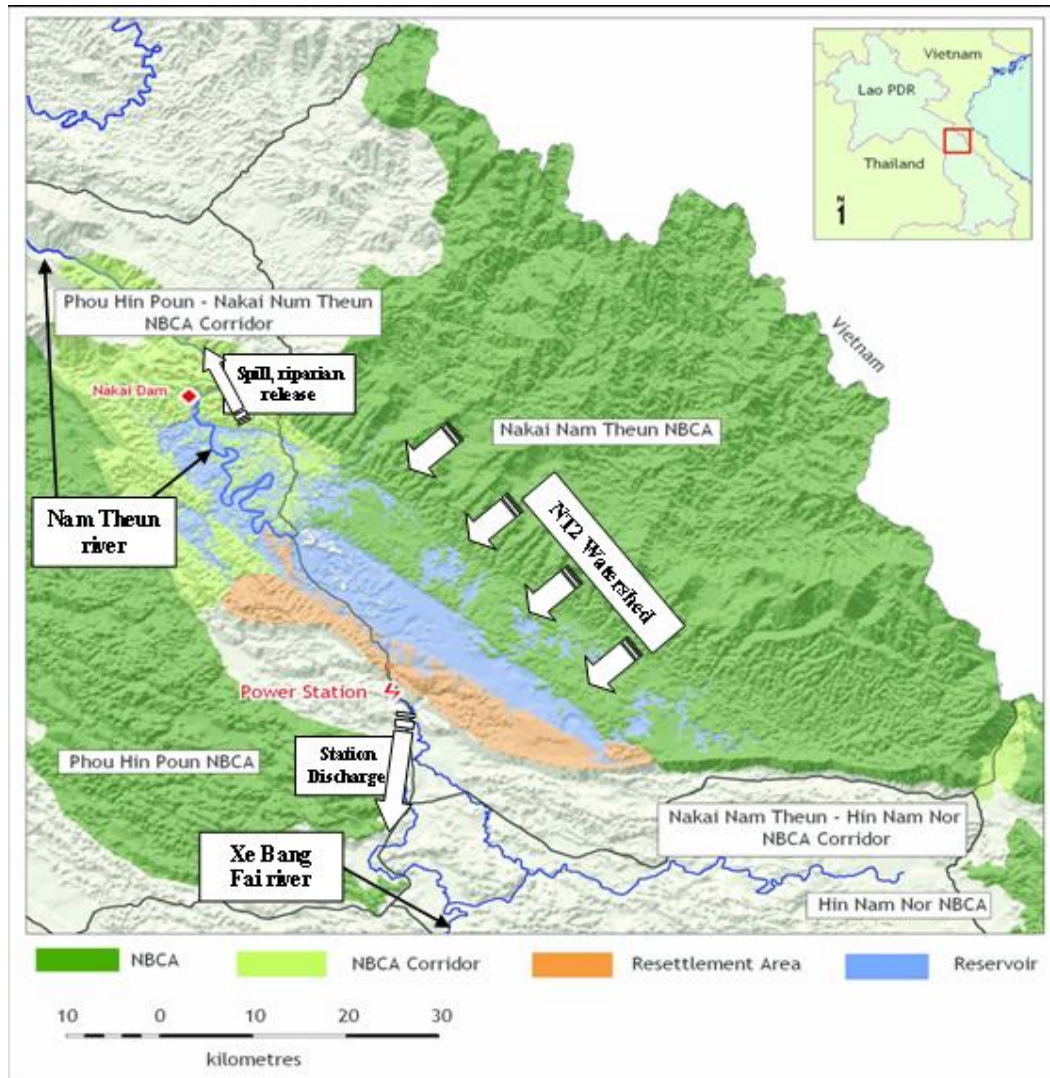 Vietnam
Lao PDR
Thailand
N
Phou Hin Poun - Nakai Num Theun
NBCA Corridor
Spill, riparian
release
Nakai Dam
Vietnam
Nakai Nam Theun NBCA
Nam Theun
river
NT2 Watershed
Power Station
Station
Discharge
Phou Hin Poun NBCA
Nakai Nam Theun - Hin Nam Nor
NBCA Corridor
Xe Bang
Fai river
Hin Nam Nor NBCA
NBCA
NBCA Corridor
Resettlement Area
Reservoir
10 0 10 20 30
kilometres